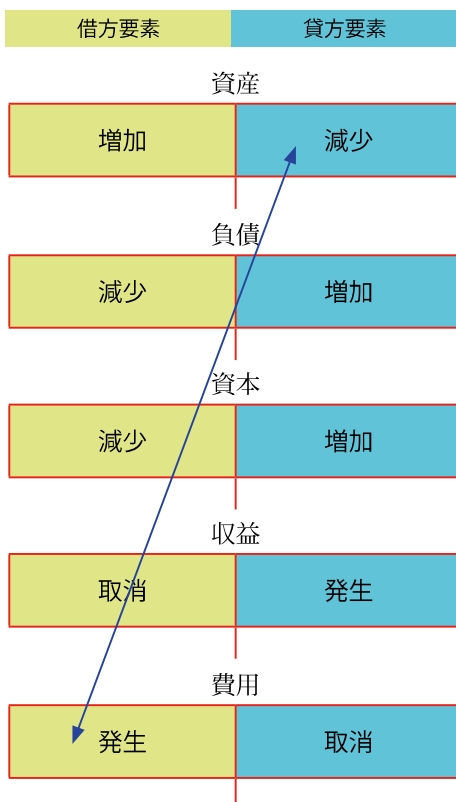 借方要素 貸方要素
資産
増加 減少
負債
減少 増加
資本
減少 増加
収益
取消 発生
費用
発生 取消